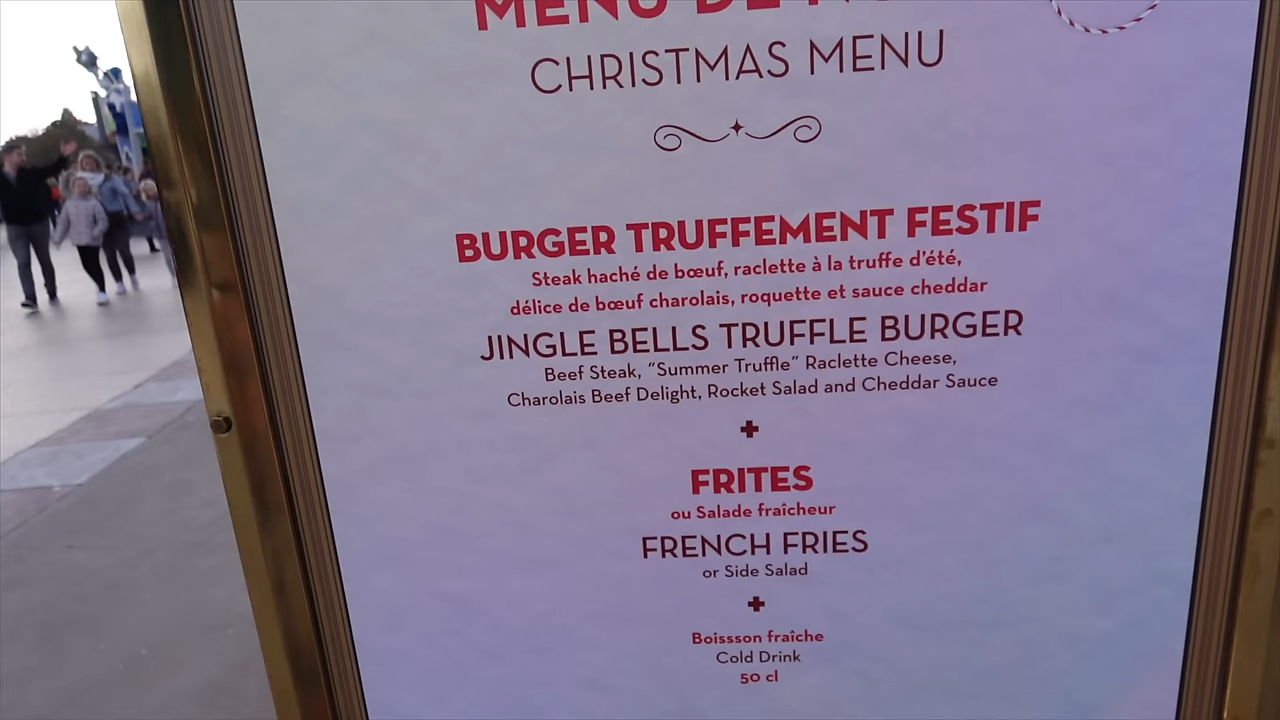 MENU DE
CHRISTMAS MENU
BURGER TRUFFEMENT FESTIF
Steak haché de bœuf, raclette à la truffe d'été,
délice de bœuf charolais, roquette et sauce cheddar
JINGLE BELLS TRUFFLE BURGER
Beef Steak, "Summer Truffle" Raclette Cheese,
Charolais Beef Delight, Rocket Salad and Cheddar Sauce
+
FRITES
ou Salade fraîcheur
FRENCH FRIES
or Side Salad
+
Boissson fraîche
Cold Drink
50 cl